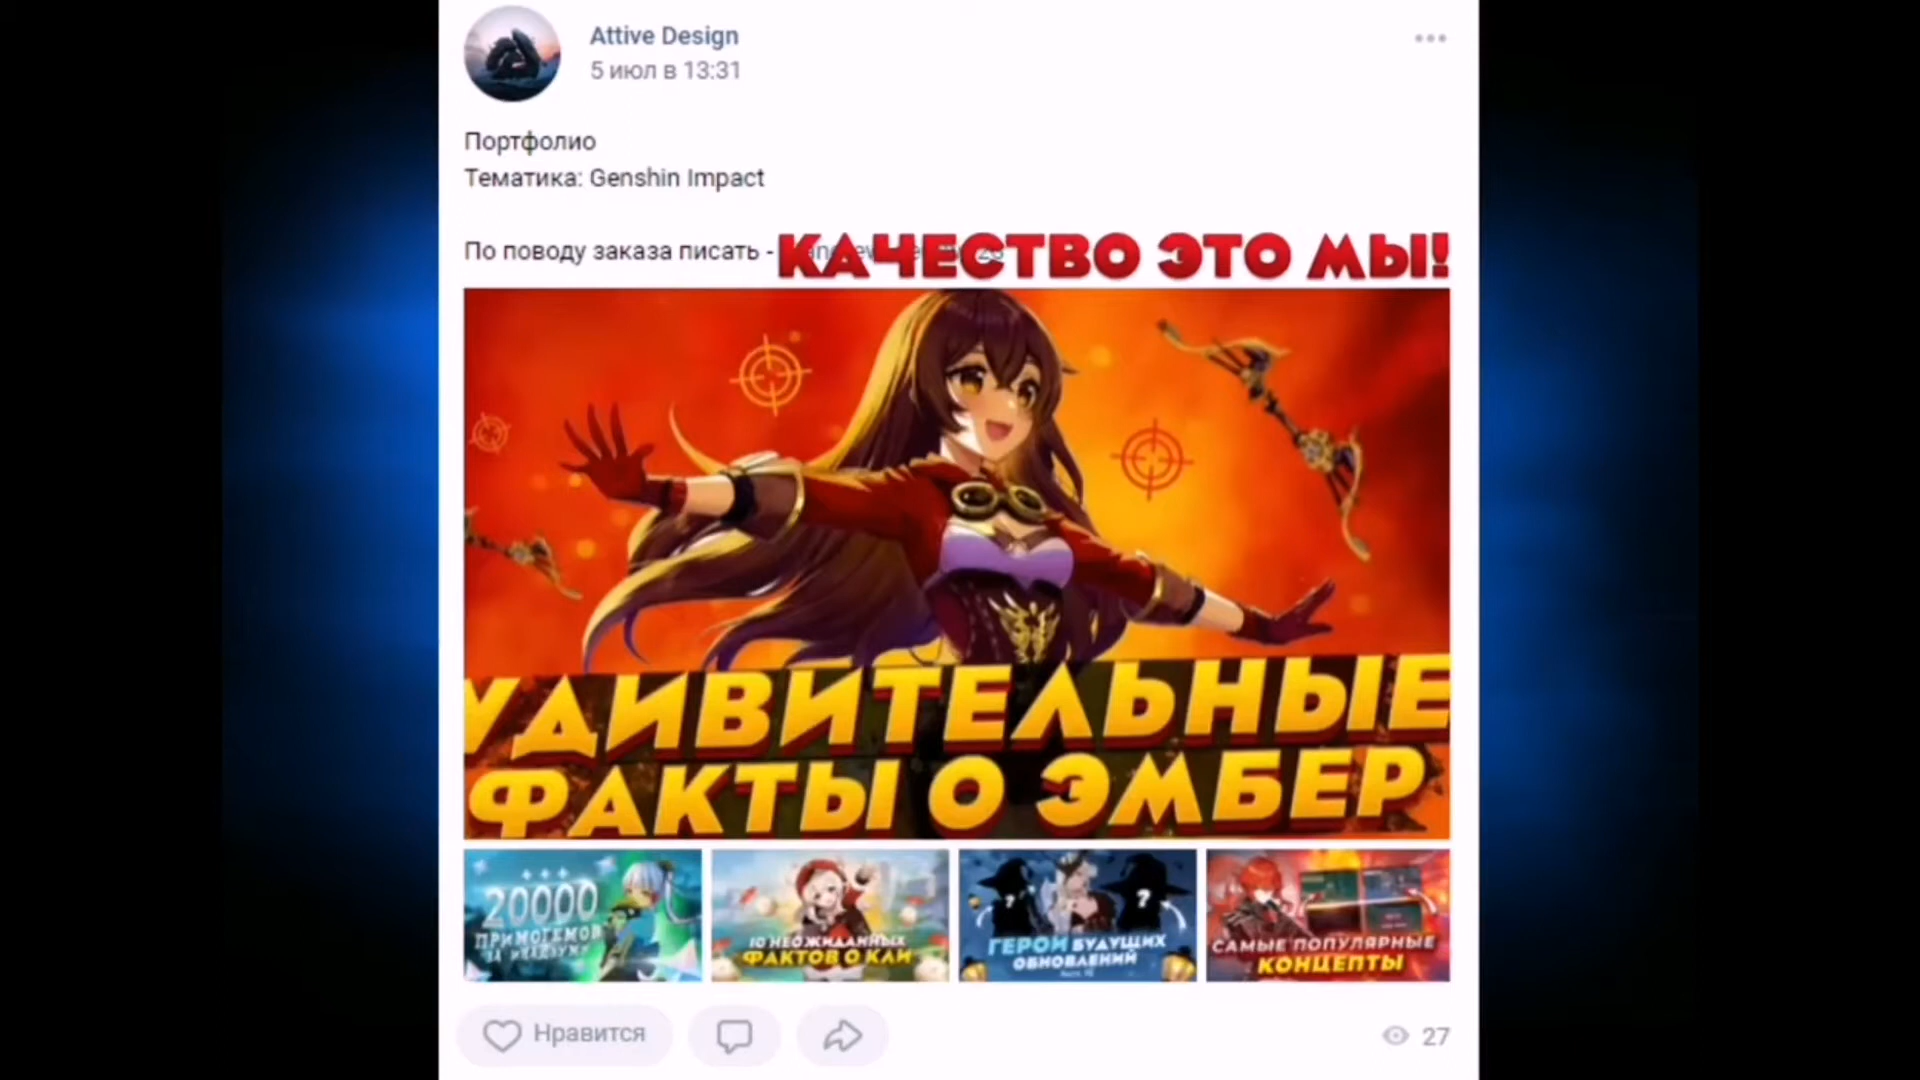 Attive Design
5 июл в 13:31
Портфолио
Тематика: Genshin Impact
По поводу заказа писать -
КАЧЕСТВО ЭТО МЫ!
УДИВИТЕЛЬНЫЕ
ФАКТЫ О ЭМБЕР
20000
ПРИМОГЕМОВ
ЗА ИНАДЗУМУ
10 НЕОЖИДАННЫХ
ФАКТОВ О КЛИ
? ?
ГЕРОИ БУДУЩИХ
ОБНОВЛЕНИЙ
САМЫЕ ПОПУЛЯРНЫЕ
КОНЦЕПТЫ
Нравится
27